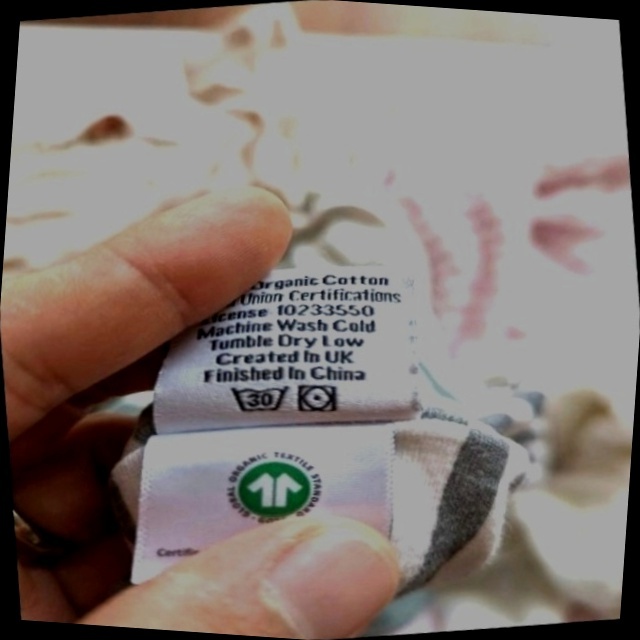 Organic Cotton
Union Certifications
License 10233550
Machine Wash Cold
Tumble Dry Low
Created In UK
Finished In China
30
GLOBAL ORGANIC TEXTILE STANDARD